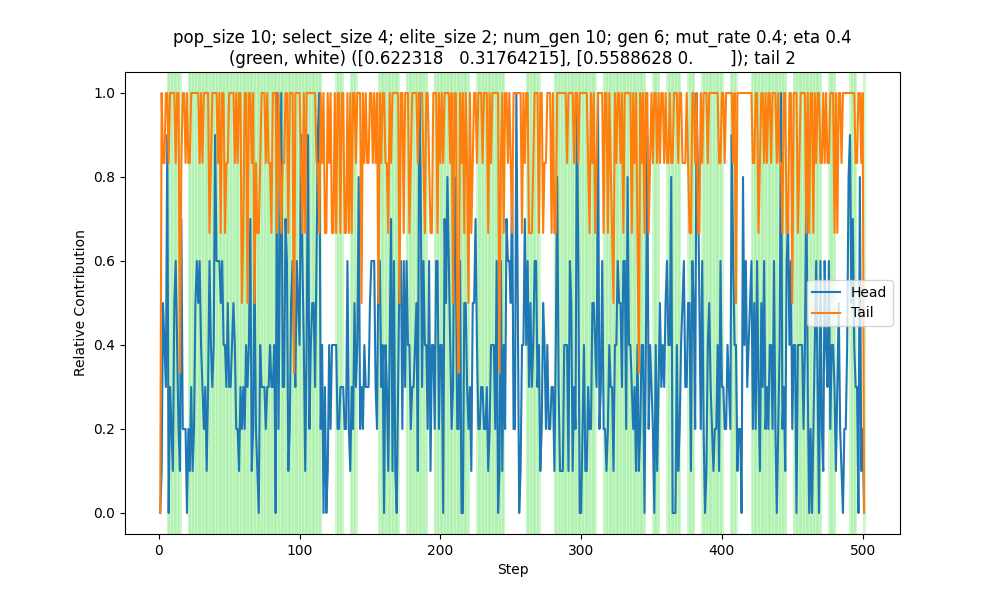 pop_size 10; select_size 4; elite_size 2; num_gen 10; gen 6; mut_rate 0.4; eta 0.4
(green, white) ([0.622318   0.31764215], [0.5588628 0.        ]); tail 2
1.0
0.8
0.6
0.4
0.2
0.0
Relative Contribution
Head
Tail
0 100 200 300 400 500
Step